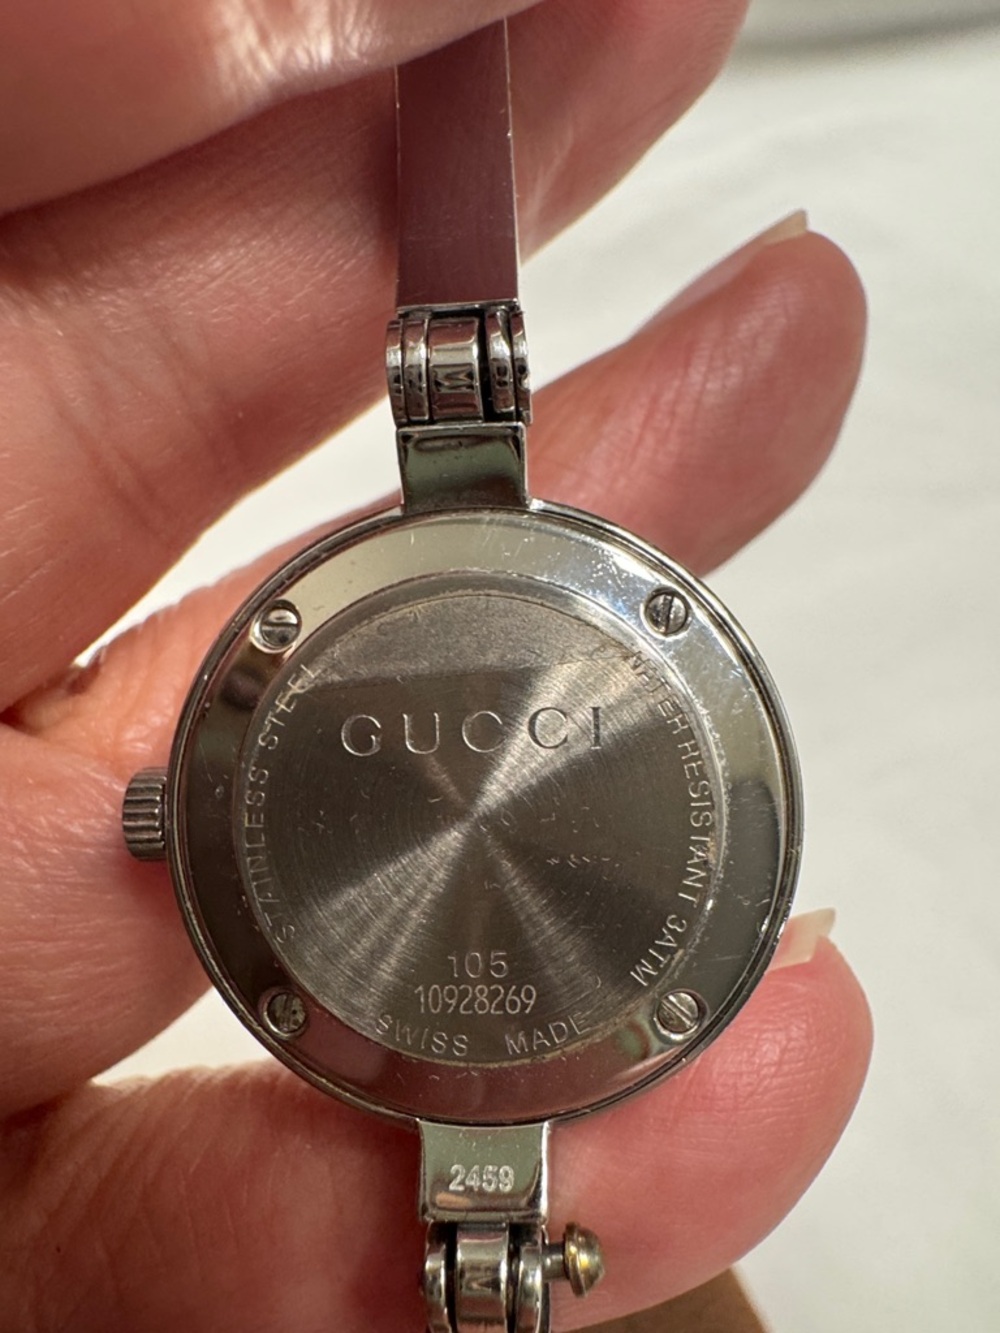 GUCCI
STAINLESS STEEL
WATER RESISTANT 3ATM
105
10928269
SWISS MADE
2459